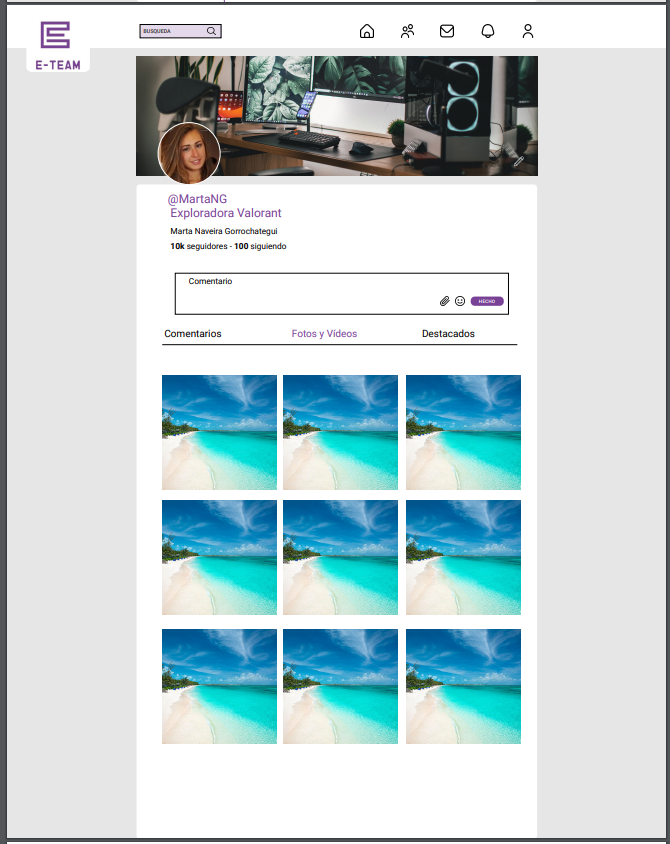 BUSQUEDA
E-TEAM
@MartaNG
Exploradora Valorant
Marta Naveira Gorrochategui
10k seguidores - 100 siguiendo
Comentario
HECHO
Comentarios
Fotos y Vídeos
Destacados